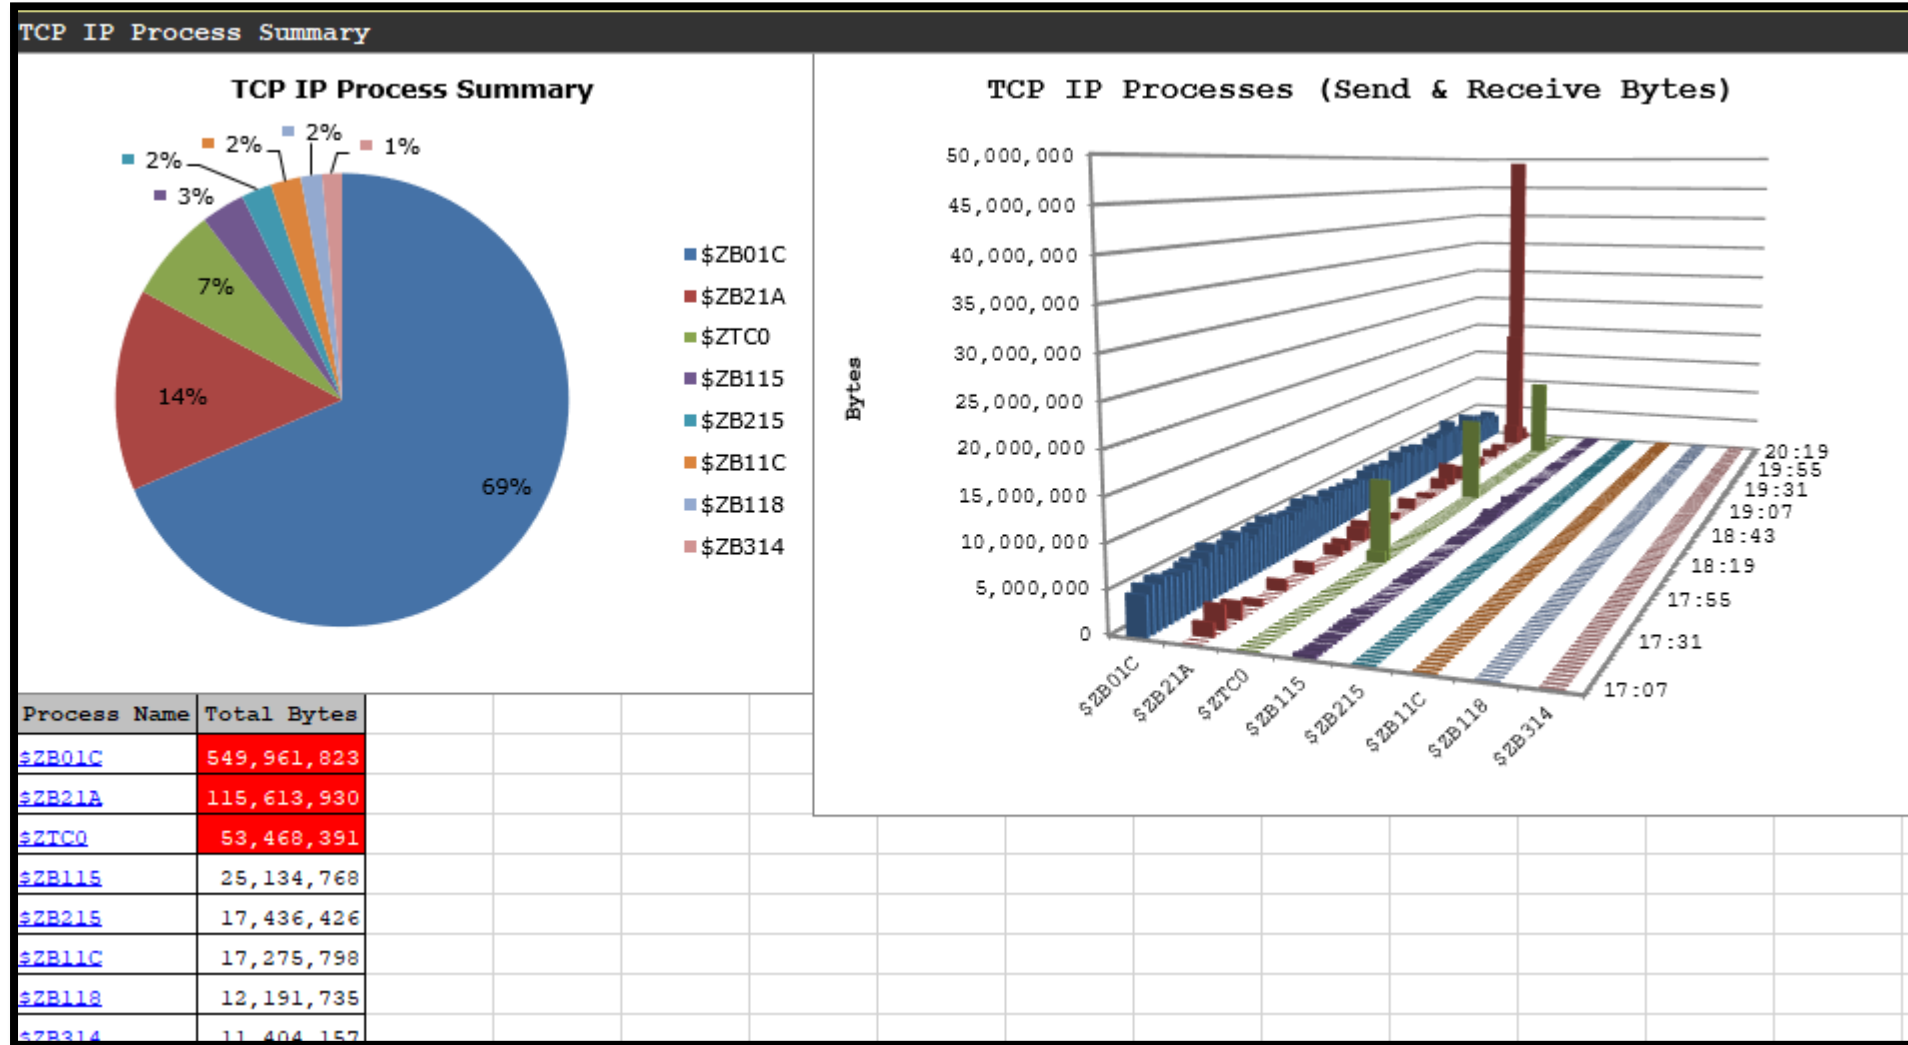 TCP IP Process Summary
TCP IP Process Summary
2%
2%
2%
1%
3%
7%
14%
69%
$ZB01C
$ZB21A
$ZTC0
$ZB115
$ZB215
$ZB11C
$ZB118
$ZB314
TCP IP Processes (Send & Receive Bytes)
Bytes
50,000,000
45,000,000
40,000,000
35,000,000
30,000,000
25,000,000
20,000,000
15,000,000
10,000,000
5,000,000
0
$ZB01C
$ZB21A
$ZTC0
$ZB115
$ZB215
$ZB11C
$ZB118
$ZB314
20:19
19:55
19:31
19:07
18:43
18:19
17:55
17:31
17:07
Process Name Total Bytes
$ZB01C 549,961,823
$ZB21A 115,613,930
$ZTC0 53,468,391
$ZB115 25,134,768
$ZB215 17,436,426
$ZB11C 17,275,798
$ZB118 12,191,735
$ZB314 11,404,157